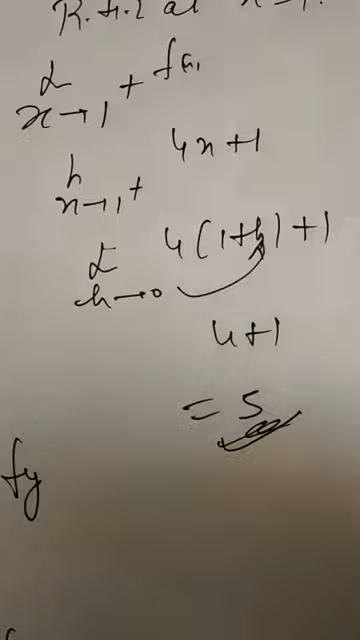 R.H.L at x→1
Lt x→1+ f(x)
Lt x→1+ 4x+1
Lt h→0 4(1+h)+1
4+1
= 5
fy